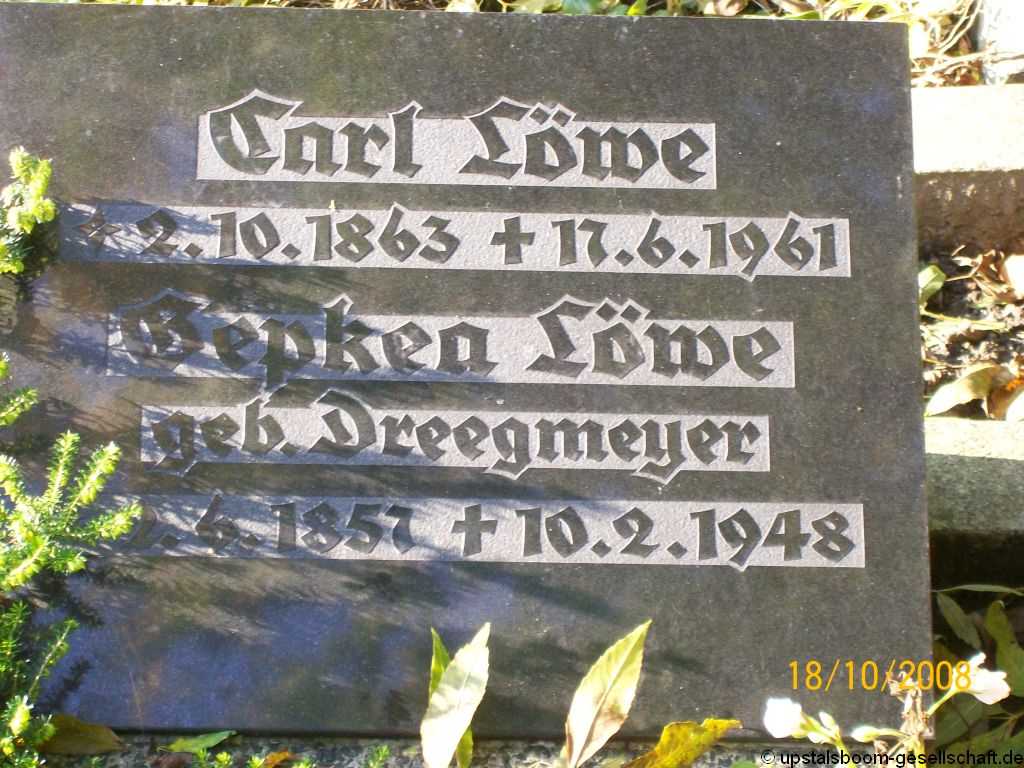 Carl Löwe
* 2.10.1863 † 17.6.1961
Gepkea Löwe
geb. Dreegmeyer
2.6.1857 † 10.2.1948
18/10/2008
© upstalsboom-gesellschaft.de